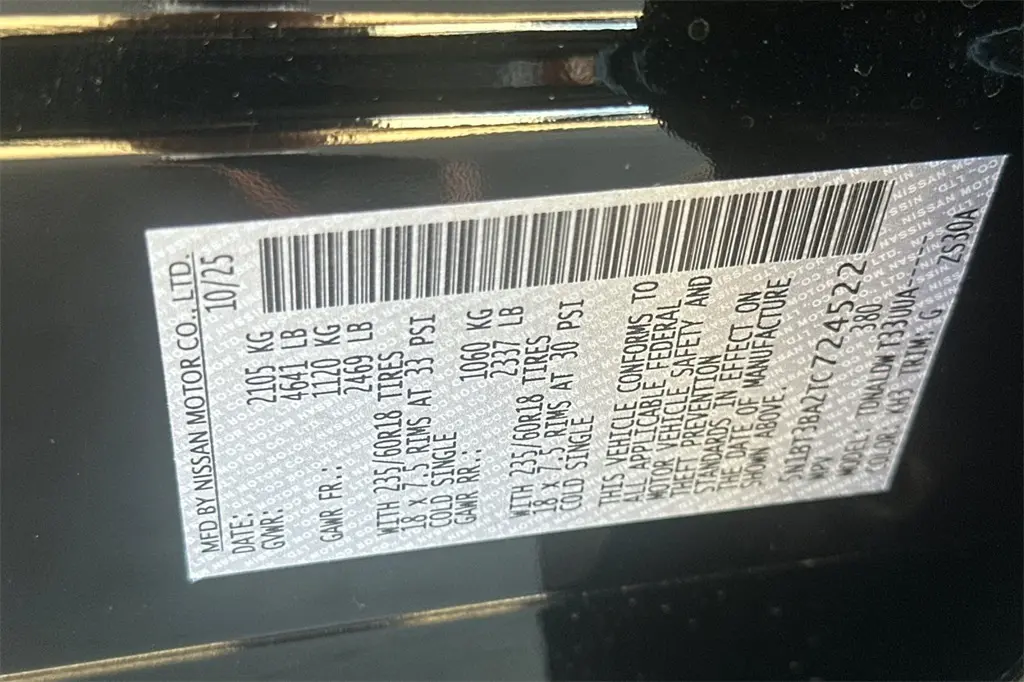 MFD BY NISSAN MOTOR CO., LTD.
DATE: 10/25
GVWR: 2105 KG
4641 LB
GAWR FR.: 1120 KG
2469 LB
WITH 235/60R18 TIRES
18 X 7.5 RIMS AT 33 PSI
COLD SINGLE
GAWR RR.: 1060 KG
2337 LB
WITH 235/60R18 TIRES
18 X 7.5 RIMS AT 30 PSI
COLD SINGLE
THIS VEHICLE CONFORMS TO
ALL APPLICABLE FEDERAL
MOTOR VEHICLE SAFETY AND
THEFT PREVENTION
STANDARDS IN EFFECT ON
THE DATE OF MANUFACTURE
SHOWN ABOVE.
5N1BT3BA2TC724522
MPV 380
MODEL: TUNALDW T33UUA-----
COLOR: KH3 TRIM: G ZS30A